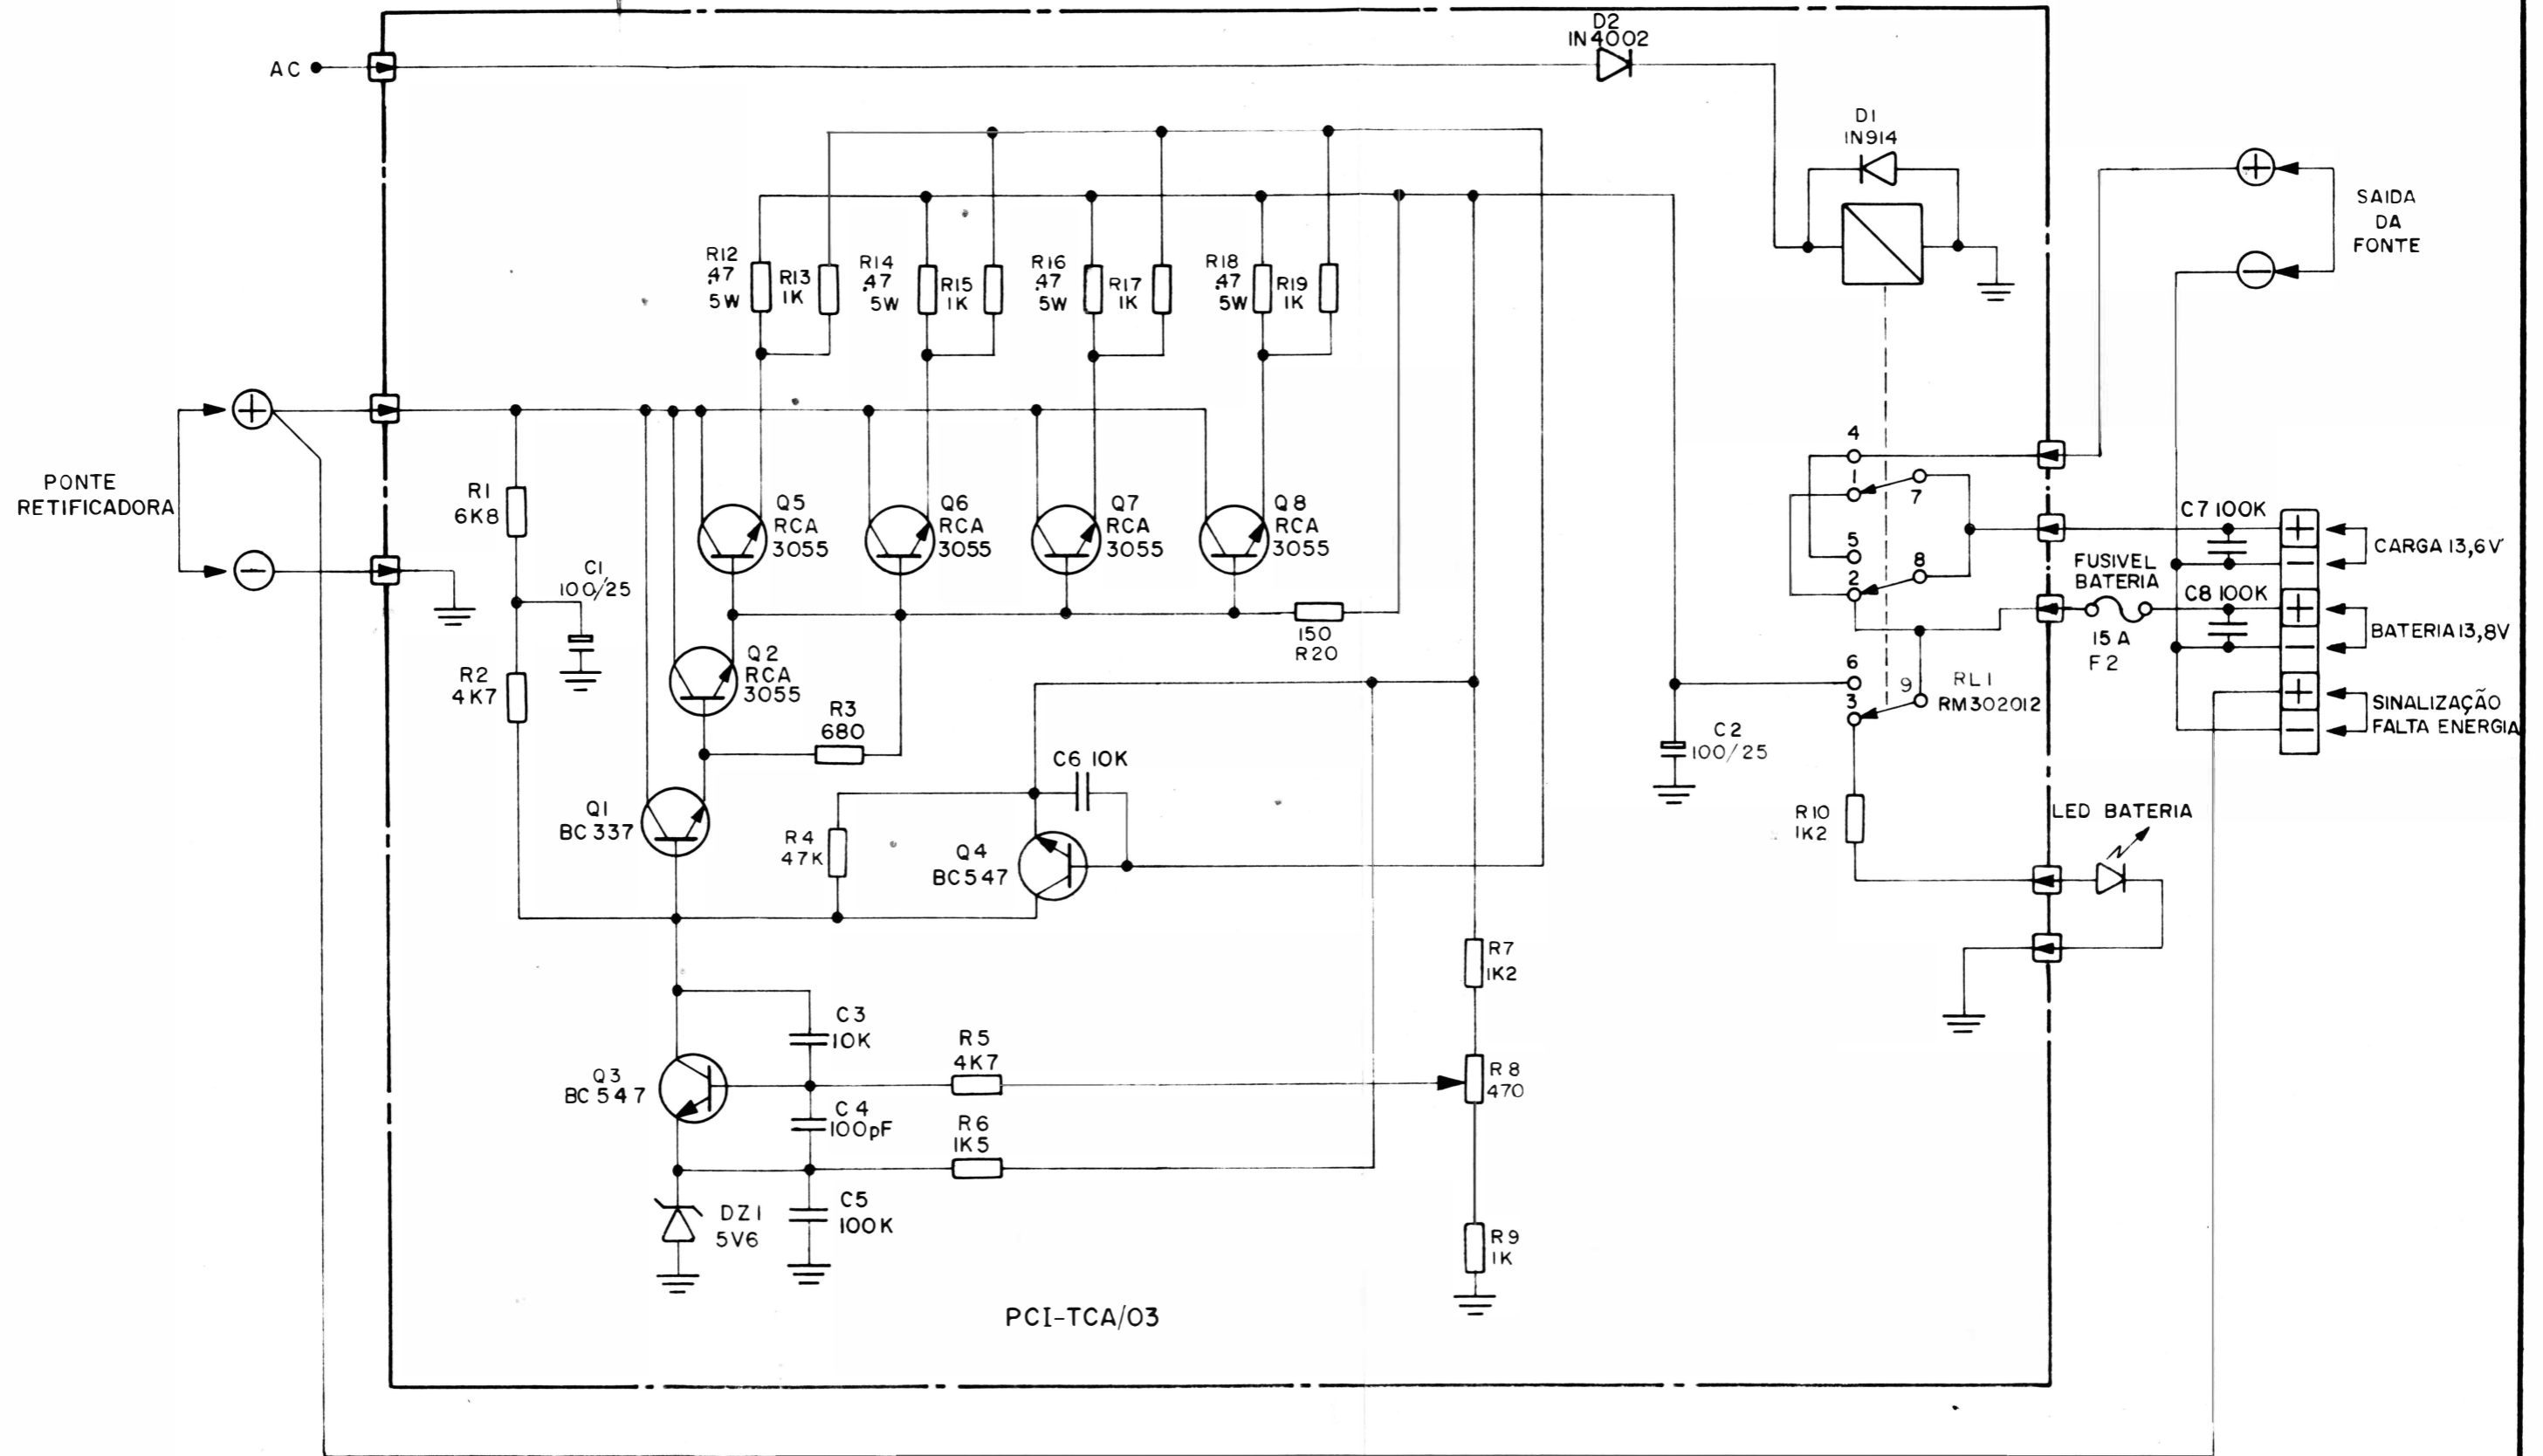 D2
IN4002
AC
D1
IN914
SAIDA
DA
FONTE
R12
.47
5W
R13
1K
R14
.47
5W
R15
1K
R16
.47
5W
R17
1K
R18
.47
5W
R19
1K
PONTE
RETIFICADORA
R1
6K8
C1
100/25
R2
4K7
Q5
RCA
3055
Q6
RCA
3055
Q7
RCA
3055
Q8
RCA
3055
150
R20
Q2
RCA
3055
R3
680
Q1
BC337
C6 10K
R4
47K
Q4
BC547
4
1
7
5
8
2
6
9
3
RL1
RM302012
C7 100K
CARGA 13,6V
FUSIVEL
BATERIA
C8 100K
15A
F2
BATERIA 13,8V
SINALIZAÇÃO
FALTA ENERGIA
C2
100/25
R10
1K2
LED BATERIA
R7
1K2
C3
10K
R5
4K7
Q3
BC547
R8
470
C4
100pF
R6
1K5
DZ1
5V6
C5
100K
R9
1K
PCI-TCA/03